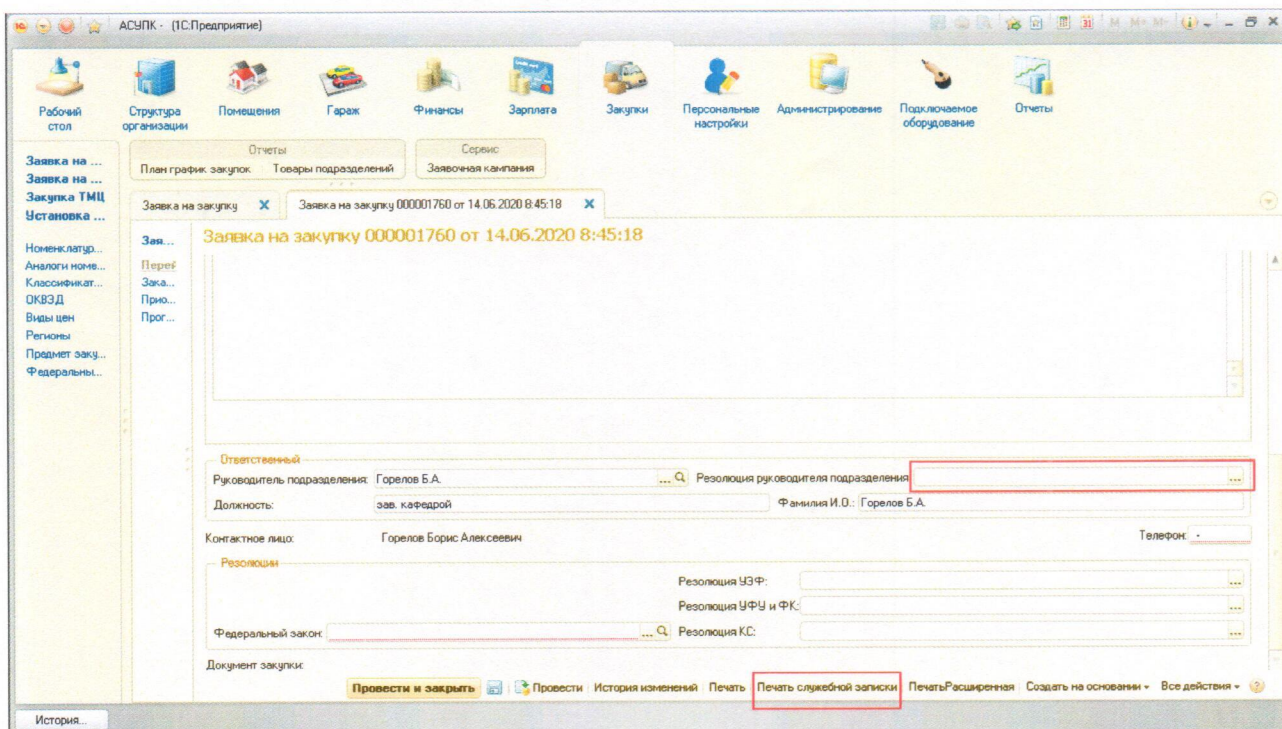 АСУПК - (1С:Предприятие)
M M+ M-
Рабочий стол
Структура организации
Помещения
Гараж
Финансы
Зарплата
Закупки
Персональные настройки
Администрирование
Подключаемое оборудование
Отчеты
Заявка на ...
Заявка на ...
Закупка ТМЦ
Установка ...
Номенклатур...
Аналоги номе...
Классификат...
ОКВЭД
Виды цен
Регионы
Предмет заку...
Федеральны...
Отчеты
План график закупок Товары подразделений
Сервис
Заявочная кампания
Заявка на закупку
Заявка на закупку 000001760 от 14.06.2020 8:45:18
Зая...
Зака...
Прио...
Прог...
Заявка на закупку 000001760 от 14.06.2020 8:45:18
Ответственный
Руководитель подразделения: Горелов Б.А. ... Резолюция руководителя подразделения ...
Должность: зав. кафедрой Фамилия И.О.: Горелов Б.А.
Контактное лицо: Горелов Борис Алексеевич Телефон: -
Резолюции
Резолюция УЗФ: ...
Резолюция УФУ и ФК: ...
Федеральный закон: ... Резолюция КС: ...
Документ закупки:
Провести и закрыть Провести История изменений Печать Печать служебной записки ПечатьРасширенная Создать на основании Все действия
История...